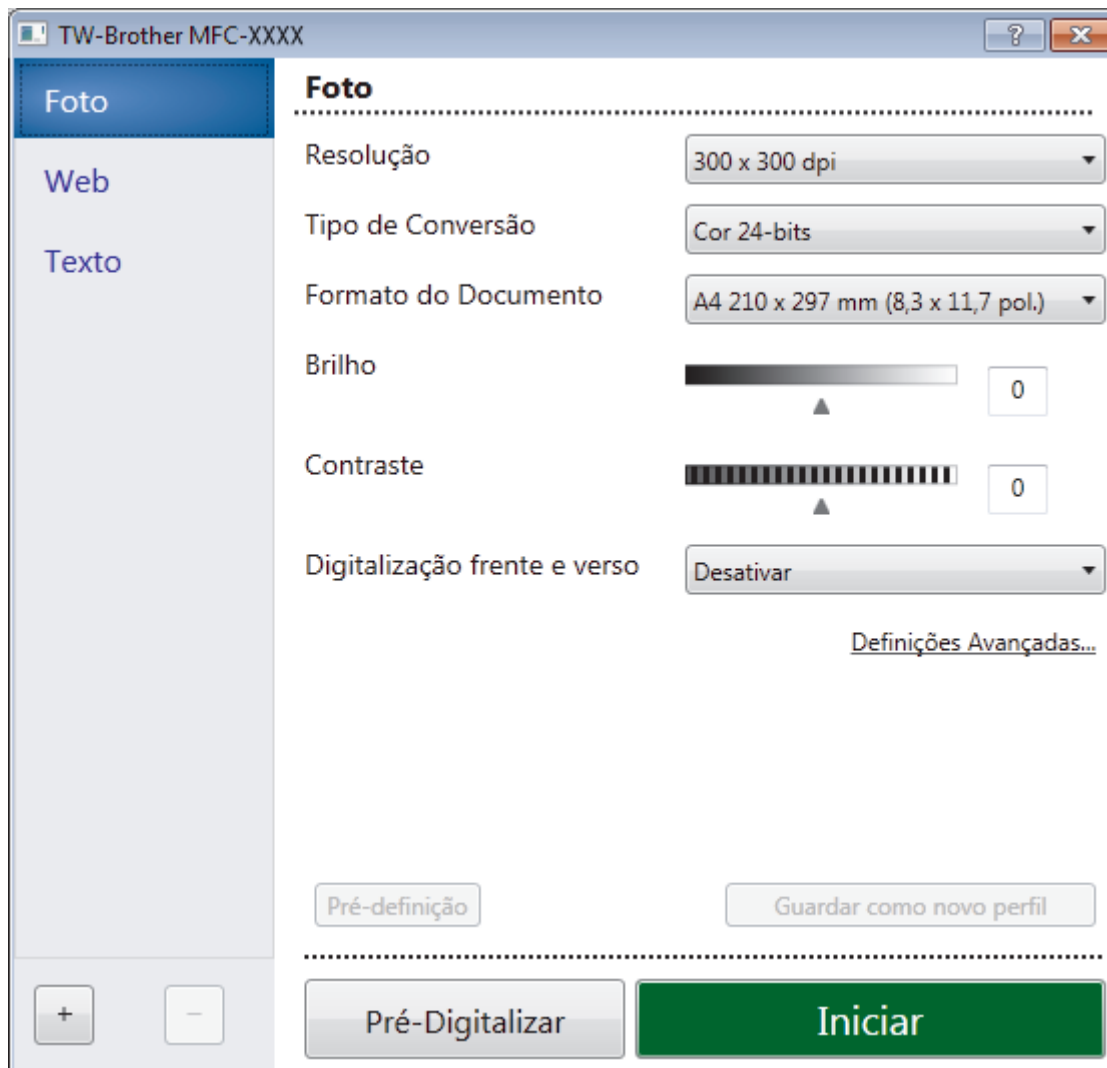 TW-Brother MFC-XXXX
?
Foto
Web
Texto
Foto
Resolução
300 x 300 dpi
Tipo de Conversão
Cor 24-bits
Formato do Documento
A4 210 x 297 mm (8,3 x 11,7 pol.)
Brilho
0
Contraste
0
Digitalização frente e verso
Desativar
Definições Avançadas...
Pré-definição
Guardar como novo perfil
+
−
Pré-Digitalizar
Iniciar